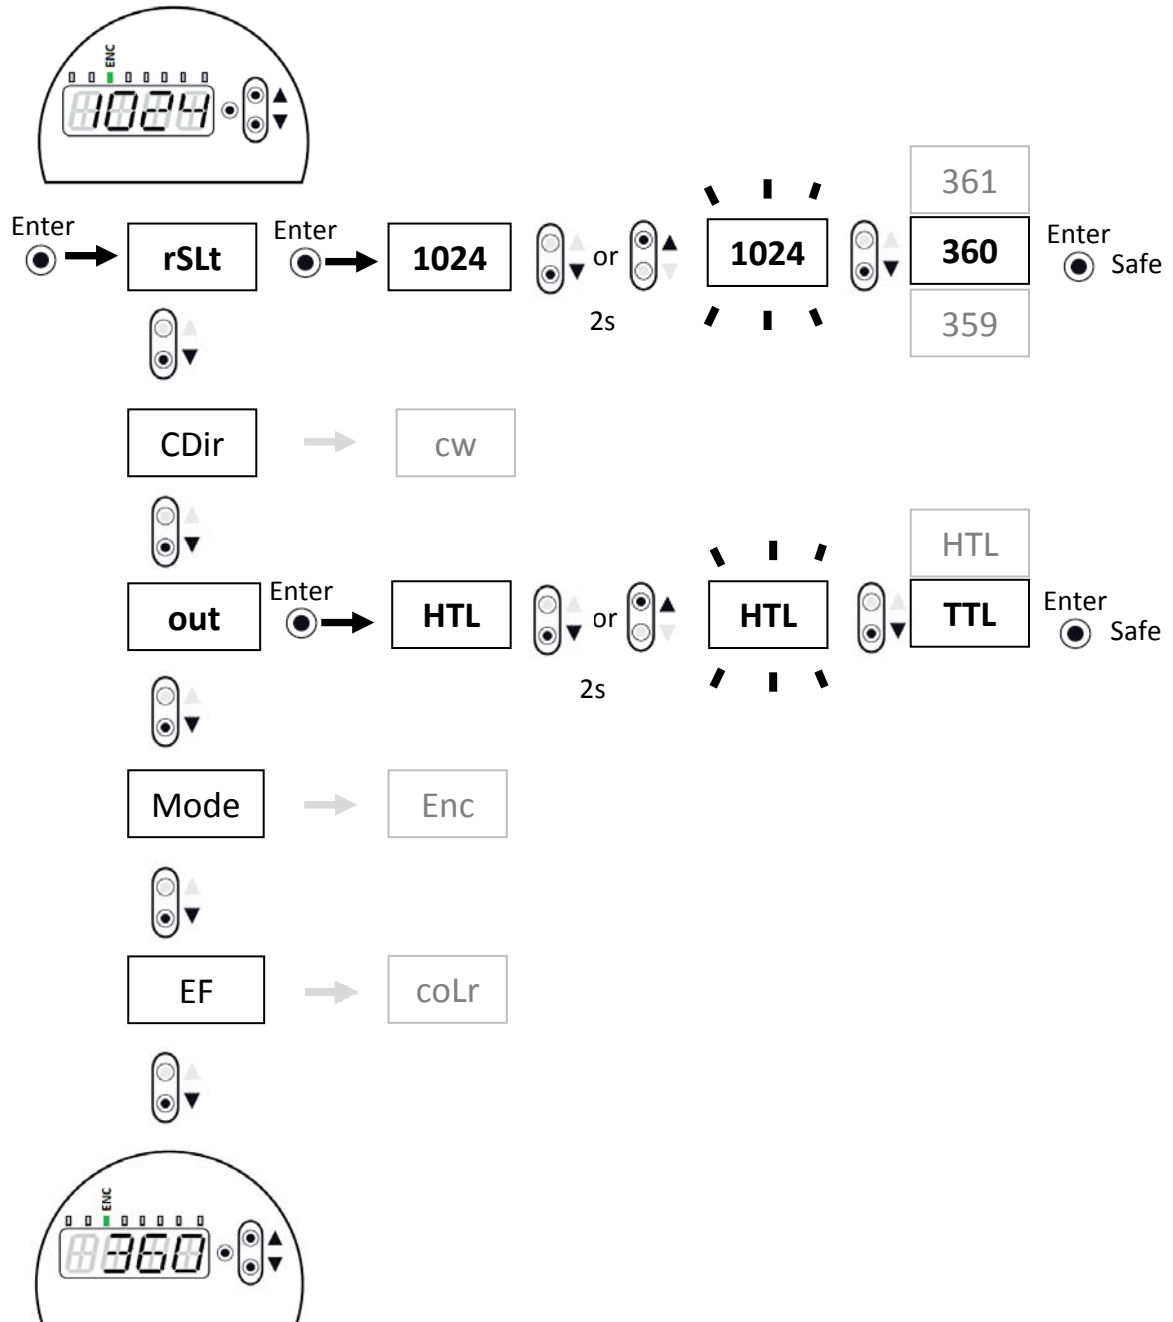 ENC
1024
Enter
rSLt
Enter
1024
or
2s
1024
361
360
359
Enter
Safe
CDir
cw
out
Enter
HTL
or
2s
HTL
HTL
TTL
Enter
Safe
Mode
Enc
EF
coLr
ENC
360